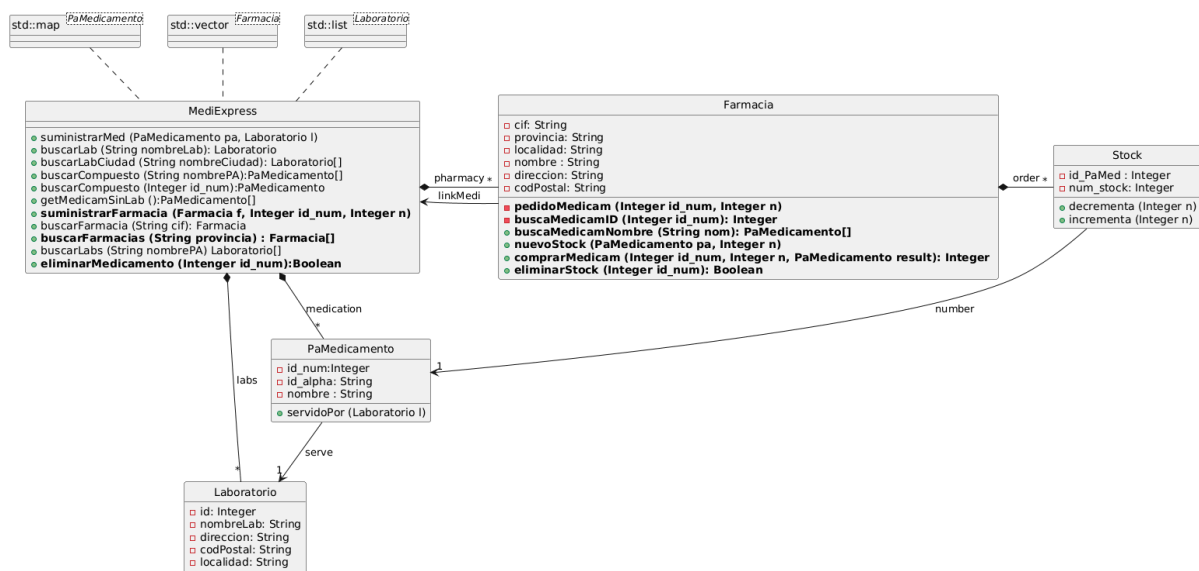 std::map
PaMedicamento
std::vector
Farmacia
std::list
Laboratorio
MediExpress
suministrarMed (PaMedicamento pa, Laboratorio l)
buscarLab (String nombreLab): Laboratorio
buscarLabCiudad (String nombreCiudad): Laboratorio[]
buscarCompuesto (String nombrePA):PaMedicamento[]
buscarCompuesto (Integer id_num):PaMedicamento
getMedicamSinLab ():PaMedicamento[]
suministrarFarmacia (Farmacia f, Integer id_num, Integer n)
buscarFarmacia (String cif): Farmacia
buscarFarmacias (String provincia) : Farmacia[]
buscarLabs (String nombrePA) Laboratorio[]
eliminarMedicamento (Intenger id_num):Boolean
pharmacy *
linkMedi
Farmacia
cif: String
provincia: String
localidad: String
nombre : String
direccion: String
codPostal: String
pedidoMedicam (Integer id_num, Integer n)
buscaMedicamID (Integer id_num): Integer
buscaMedicamNombre (String nom): PaMedicamento[]
nuevoStock (PaMedicamento pa, Integer n)
comprarMedicam (Integer id_num, Integer n, PaMedicamento result): Integer
eliminarStock (Integer id_num): Boolean
order *
Stock
id_PaMed : Integer
num_stock: Integer
decrementa (Integer n)
incrementa (Integer n)
medication
*
number
1
PaMedicamento
id_num:Integer
id_alpha: String
nombre : String
servidoPor (Laboratorio l)
labs
*
serve
1
Laboratorio
id: Integer
nombreLab: String
direccion: String
codPostal: String
localidad: String